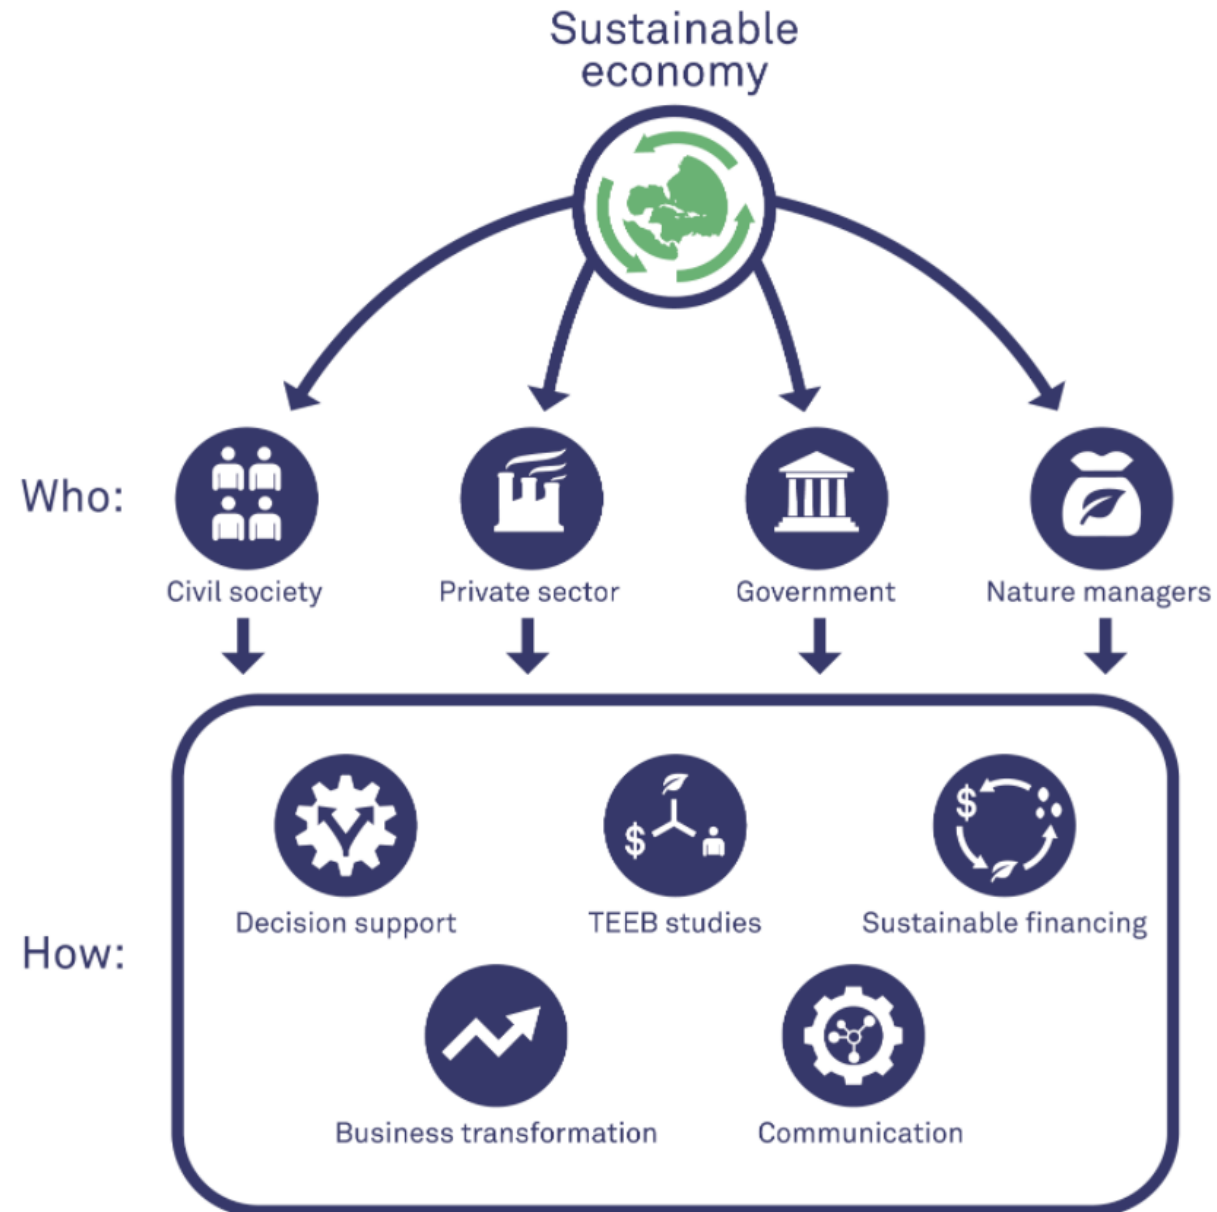 Sustainable
economy
Who:
Civil society
Private sector
Government
Nature managers
How:
$
$
Decision support
TEEB studies
Sustainable financing
Business transformation
Communication